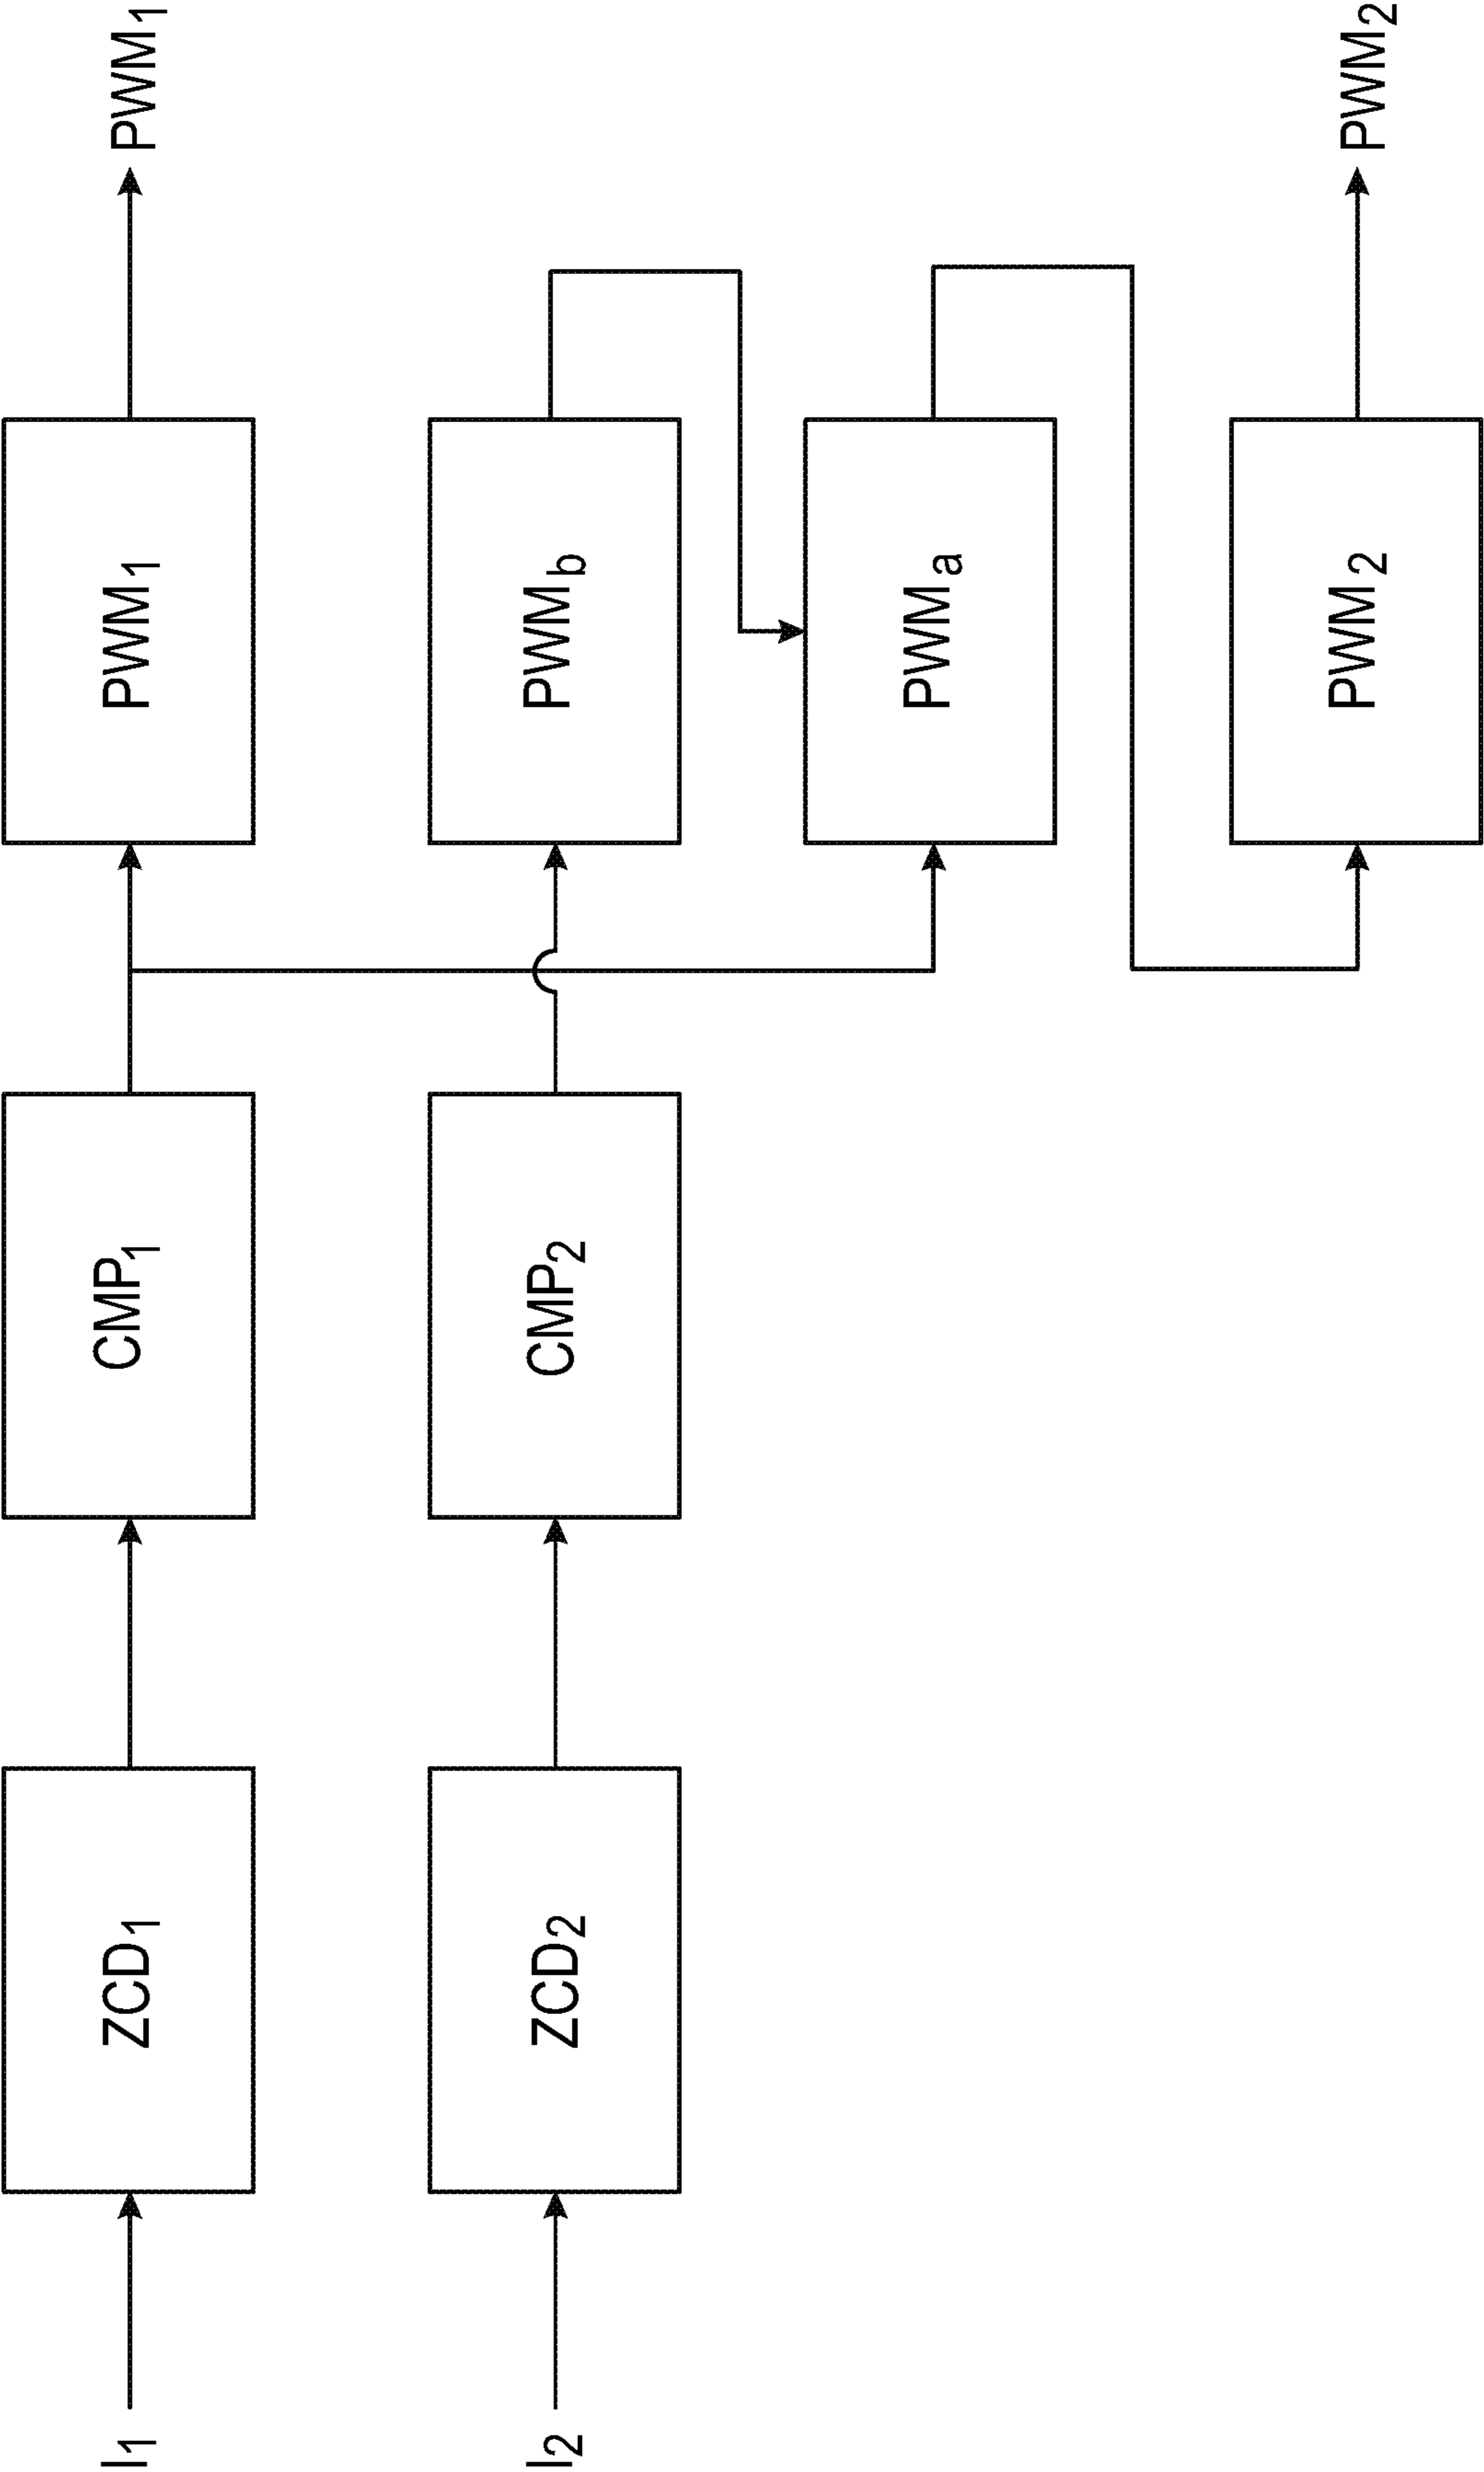 I1 ZCD1 CMP1 PWM1 PWM1
I2 ZCD2 CMP2 PWMb
PWMa
PWM2 PWM2